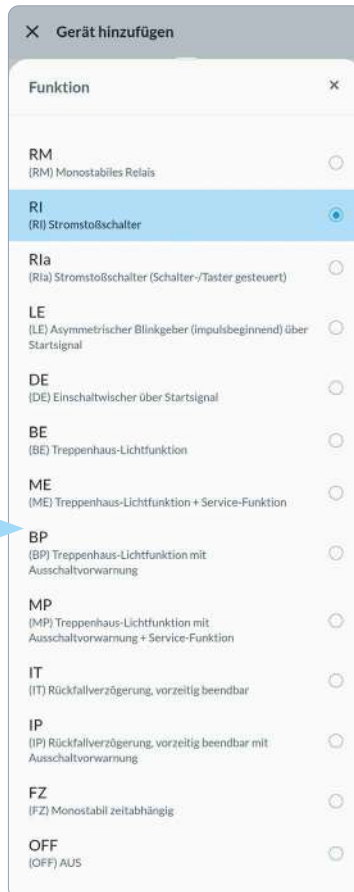 Gerät hinzufügen
Funktion
RM
(RM) Monostabiles Relais
RI
(RI) Stromstoßschalter
RIa
(RIa) Stromstoßschalter (Schalter-/Taster gesteuert)
LE
(LE) Asymmetrischer Blinkgeber (impulsbeginnend) über
Startsignal
DE
(DE) Einschaltwischer über Startsignal
BE
(BE) Treppenhaus-Lichtfunktion
ME
(ME) Treppenhaus-Lichtfunktion + Service-Funktion
BP
(BP) Treppenhaus-Lichtfunktion mit
Ausschaltvorwarnung
MP
(MP) Treppenhaus-Lichtfunktion mit
Ausschaltvorwarnung + Service-Funktion
IT
(IT) Rückfallverzögerung, vorzeitig beendbar
IP
(IP) Rückfallverzögerung, vorzeitig beendbar mit
Ausschaltvorwarnung
FZ
(FZ) Monostabil zeitabhängig
OFF
(OFF) AUS